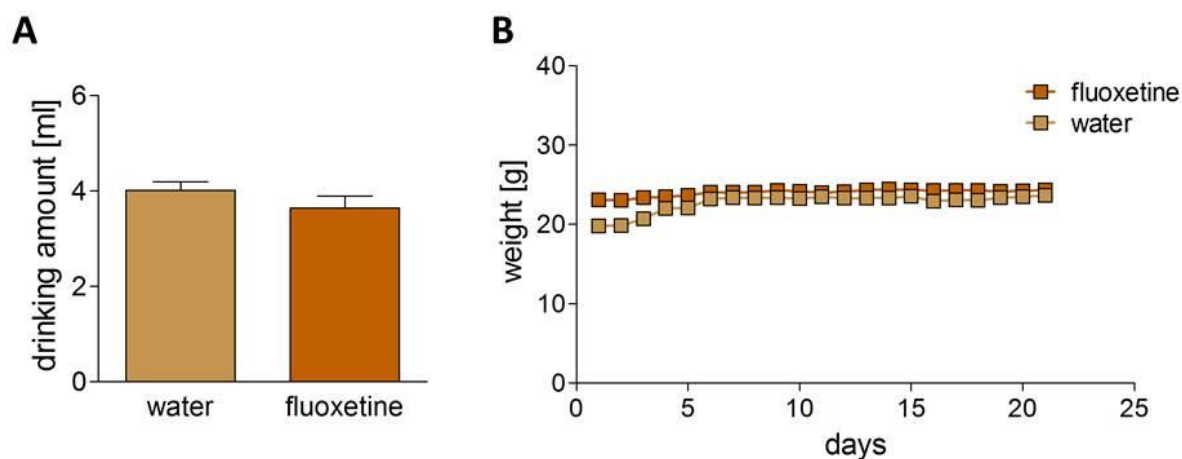 A
drinking amount [ml]
6
4
2
0
water fluoxetine
B
weight [g]
40
30
20
10
0
0 5 10 15 20 25
days
fluoxetine
water